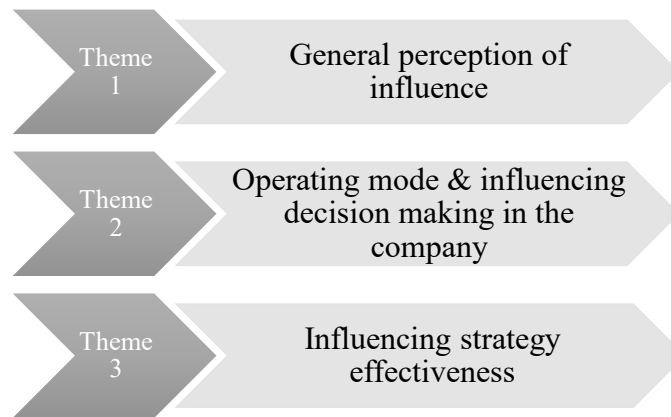 Theme
1
General perception of
influence
Theme
2
Operating mode & influencing
decision making in the
company
Theme
3
Influencing strategy
effectiveness